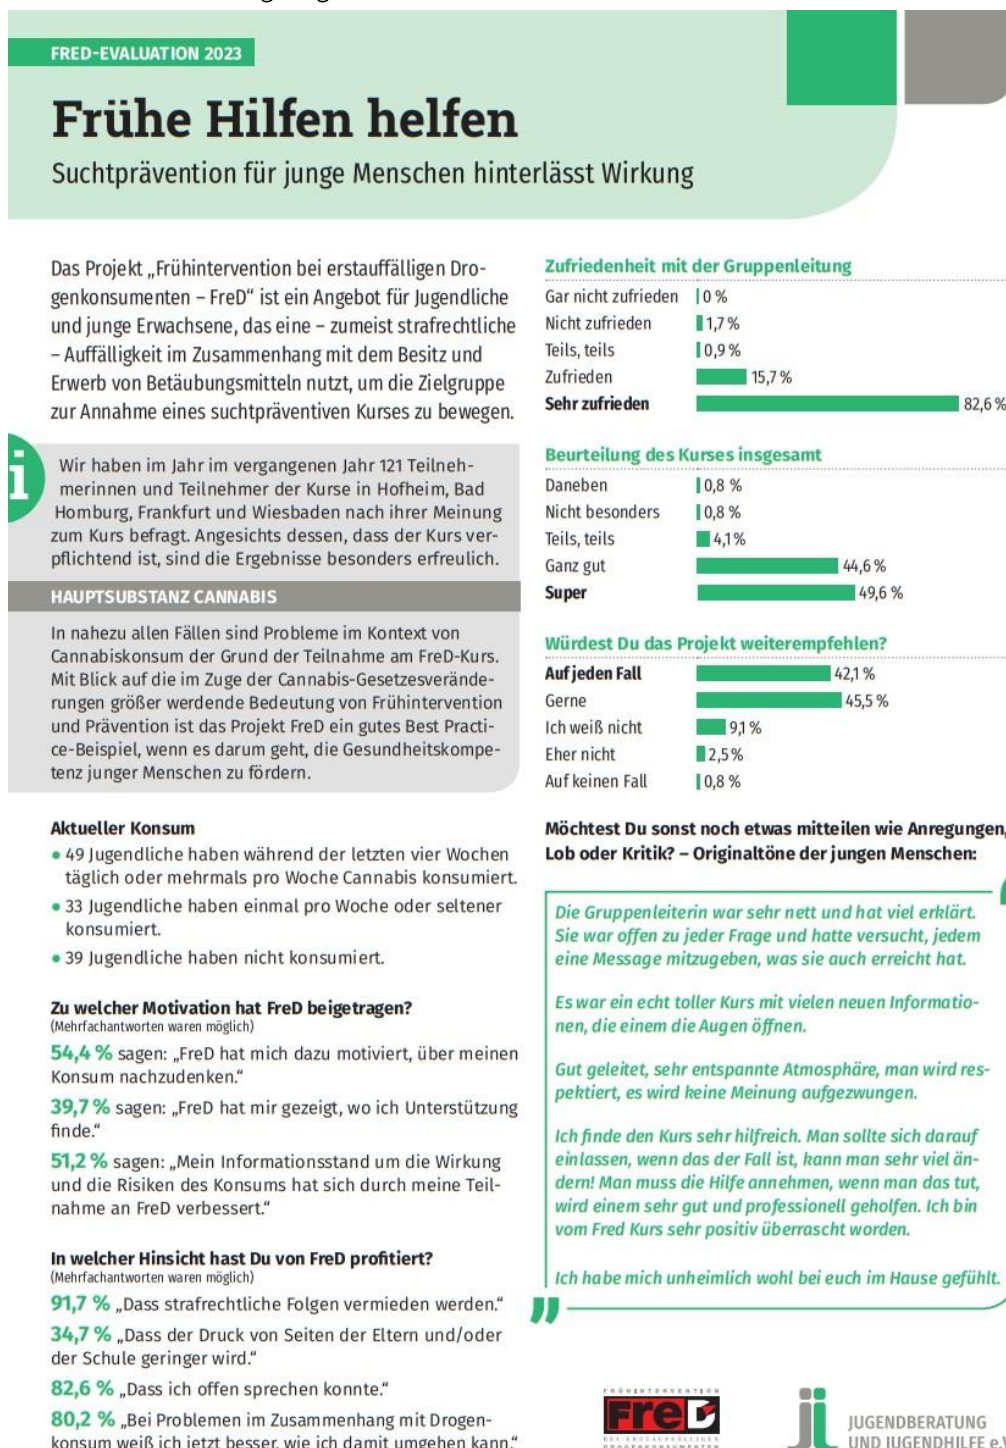 FRED-EVALUATION 2023
Frühe Hilfen helfen
Suchtprävention für junge Menschen hinterlässt Wirkung
Das Projekt „Frühintervention bei erstauffälligen Dro-
genkonsumenten – FreD“ ist ein Angebot für Jugendliche
und junge Erwachsene, das eine – zumeist strafrechtliche
– Auffälligkeit im Zusammenhang mit dem Besitz und
Erwerb von Betäubungsmitteln nutzt, um die Zielgruppe
zur Annahme eines suchtpräventiven Kurses zu bewegen.
i
Wir haben im Jahr im vergangenen Jahr 121 Teilneh-
merinnen und Teilnehmer der Kurse in Hofheim, Bad
Homburg, Frankfurt und Wiesbaden nach ihrer Meinung
zum Kurs befragt. Angesichts dessen, dass der Kurs ver-
pflichtend ist, sind die Ergebnisse besonders erfreulich.
HAUPTSUBSTANZ CANNABIS
In nahezu allen Fällen sind Probleme im Kontext von
Cannabiskonsum der Grund der Teilnahme am FreD-Kurs.
Mit Blick auf die im Zuge der Cannabis-Gesetzesverände-
rungen größer werdende Bedeutung von Frühintervention
und Prävention ist das Projekt FreD ein gutes Best Practi-
ce-Beispiel, wenn es darum geht, die Gesundheitskompe-
tenz junger Menschen zu fördern.
Aktueller Konsum
• 49 Jugendliche haben während der letzten vier Wochen
täglich oder mehrmals pro Woche Cannabis konsumiert.
• 33 Jugendliche haben einmal pro Woche oder seltener
konsumiert.
• 39 Jugendliche haben nicht konsumiert.
Zu welcher Motivation hat FreD beigetragen?
(Mehrfachantworten waren möglich)
54,4 % sagen: „FreD hat mich dazu motiviert, über meinen
Konsum nachzudenken.“
39,7 % sagen: „FreD hat mir gezeigt, wo ich Unterstützung
finde.“
51,2 % sagen: „Mein Informationsstand um die Wirkung
und die Risiken des Konsums hat sich durch meine Teil-
nahme an FreD verbessert.“
In welcher Hinsicht hast Du von FreD profitiert?
(Mehrfachantworten waren möglich)
91,7 % „Dass strafrechtliche Folgen vermieden werden.“
34,7 % „Dass der Druck von Seiten der Eltern und/oder
der Schule geringer wird.“
82,6 % „Dass ich offen sprechen konnte.“
80,2 % „Bei Problemen im Zusammenhang mit Drogen-
konsum weiß ich jetzt besser, wie ich damit umgehen kann.“
Zufriedenheit mit der Gruppenleitung
Gar nicht zufrieden 0 %
Nicht zufrieden 1,7 %
Teils, teils 0,9 %
Zufrieden 15,7 %
Sehr zufrieden 82,6 %
Beurteilung des Kurses insgesamt
Daneben 0,8 %
Nicht besonders 0,8 %
Teils, teils 4,1 %
Ganz gut 44,6 %
Super 49,6 %
Würdest Du das Projekt weiterempfehlen?
Auf jeden Fall 42,1 %
Gerne 45,5 %
Ich weiß nicht 9,1 %
Eher nicht 2,5 %
Auf keinen Fall 0,8 %
Möchtest Du sonst noch etwas mitteilen wie Anregungen,
Lob oder Kritik? – Originaltöne der jungen Menschen:
Die Gruppenleiterin war sehr nett und hat viel erklärt.
Sie war offen zu jeder Frage und hatte versucht, jedem
eine Message mitzugeben, was sie auch erreicht hat.
Es war ein echt toller Kurs mit vielen neuen Informatio-
nen, die einem die Augen öffnen.
Gut geleitet, sehr entspannte Atmosphäre, man wird res-
pektiert, es wird keine Meinung aufgezwungen.
Ich finde den Kurs sehr hilfreich. Man sollte sich darauf
einlassen, wenn das der Fall ist, kann man sehr viel än-
dern! Man muss die Hilfe annehmen, wenn man das tut,
wird einem sehr gut und professionell geholfen. Ich bin
vom Fred Kurs sehr positiv überrascht worden.
Ich habe mich unheimlich wohl bei euch im Hause gefühlt.
FRÜHINTERVENTION
FreD
BEI ERSTAUFFÄLLIGEN
DROGENKONSUMENTEN
JUGENDBERATUNG
UND JUGENDHILFE e.V.